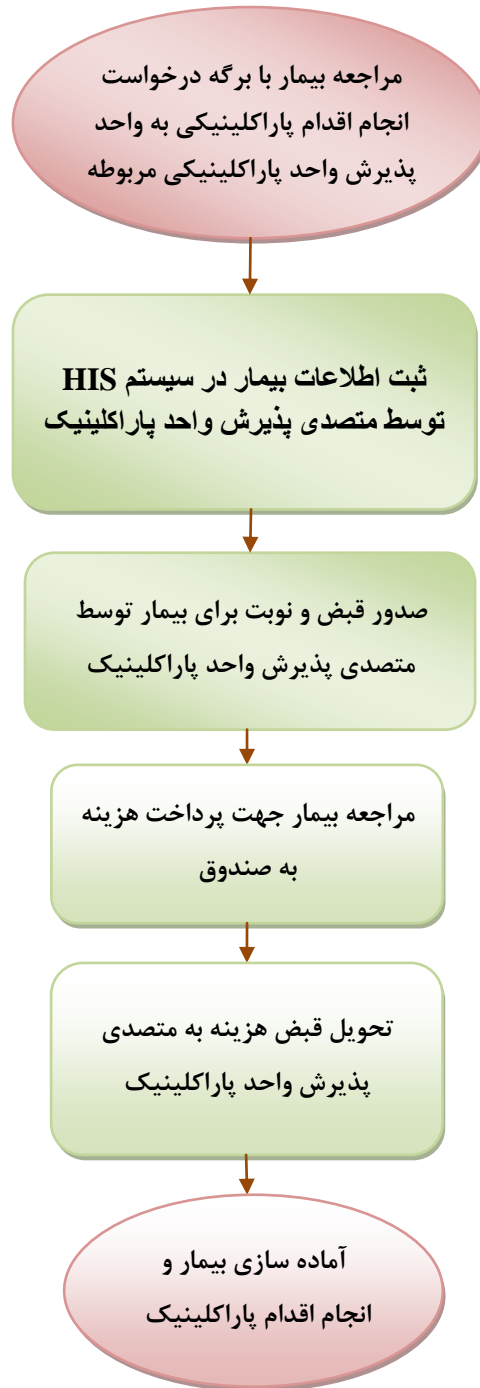 مراجعه بیمار با برگه درخواست
انجام اقدام پاراکلینیکی به واحد
پذیرش واحد پاراکلینیکی مربوطه
ثبت اطلاعات بیمار در سیستم HIS
توسط متصدی پذیرش واحد پاراکلینیک
صدور قبض و نوبت برای بیمار توسط
متصدی پذیرش واحد پاراکلینیک
مراجعه بیمار جهت پرداخت هزینه
به صندوق
تحویل قبض هزینه به متصدی
پذیرش واحد پاراکلینیک
آماده سازی بیمار و
انجام اقدام پاراکلینیک